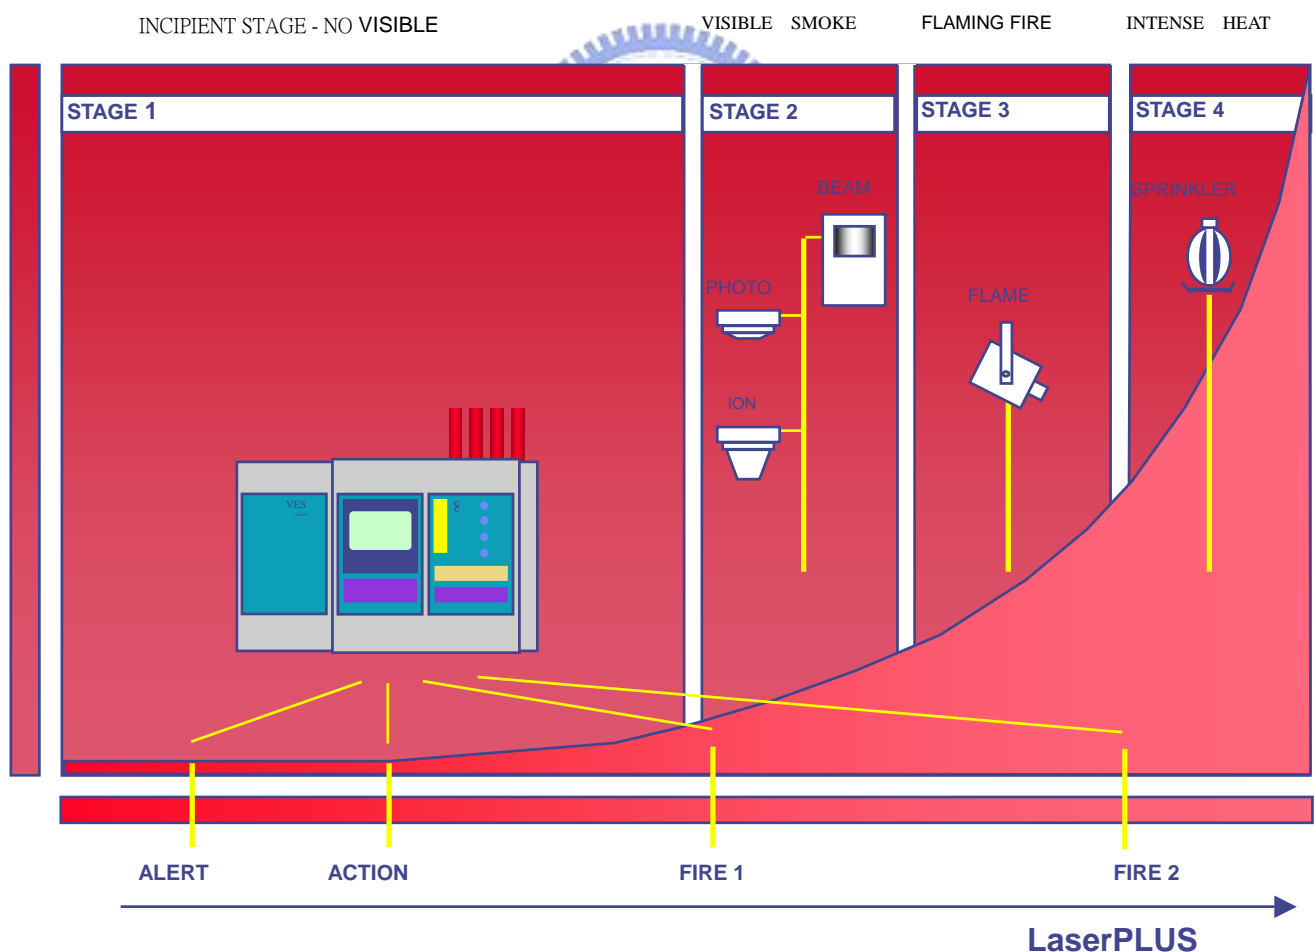 INCIPIENT STAGE - NO VISIBLE
VISIBLE SMOKE
FLAMING FIRE
INTENSE HEAT
STAGE 1
STAGE 2
STAGE 3
STAGE 4
BEAM
SPRINKLER
PHOTO
FLAME
ION
VES
ALERT
ACTION
FIRE 1
FIRE 2
LaserPLUS